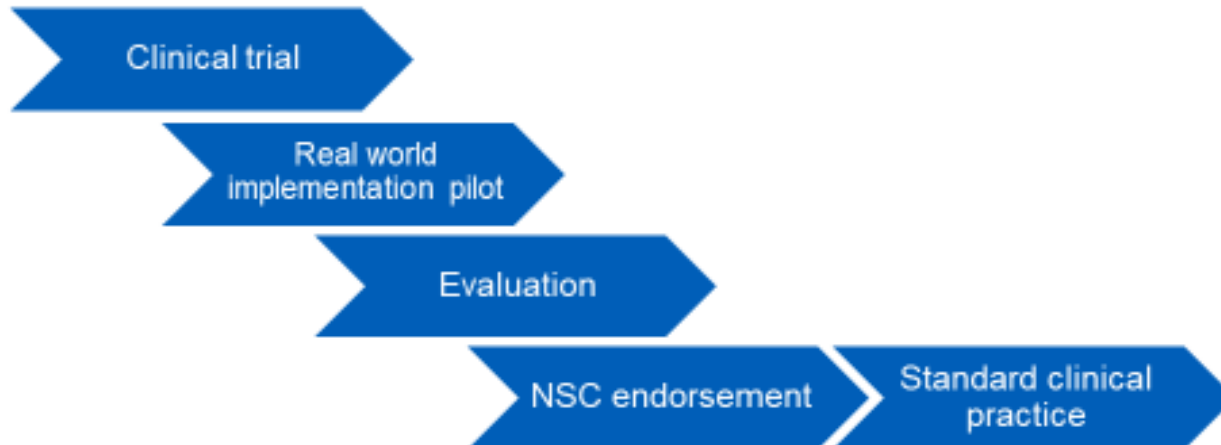 Clinical trial
Real world
implementation pilot
Evaluation
NSC endorsement
Standard clinical
practice